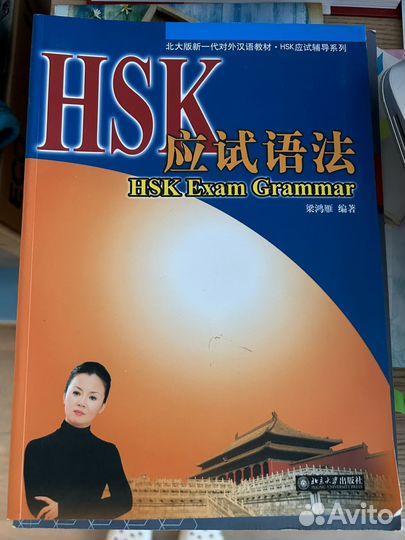 北大版新一代对外汉语教材·HSK应试辅导系列
HSK
应试语法
HSK Exam Grammar
梁鸿雁 编著
北京大学出版社
PEKING UNIVERSITY PRESS
Avito